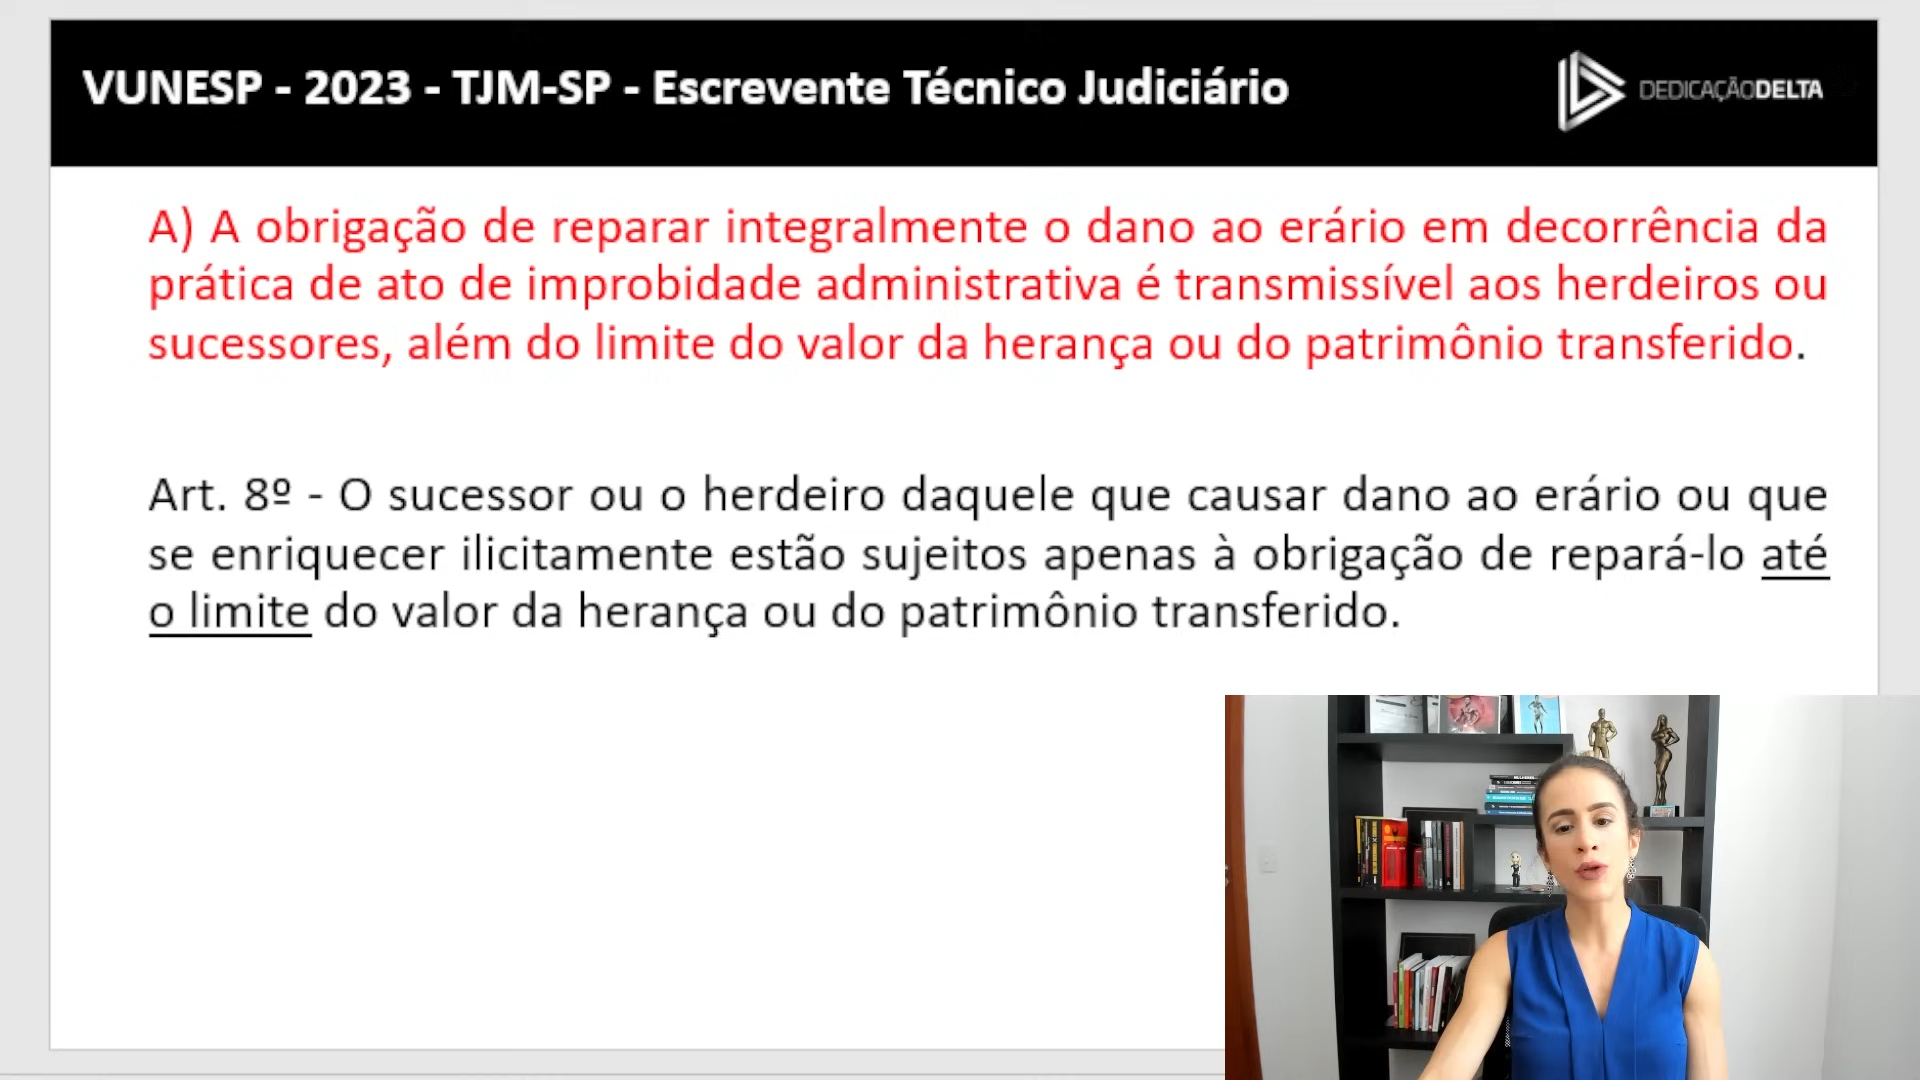 VUNESP - 2023 - TJM-SP - Escrevente Técnico Judiciário
DEDICAÇÃODELTA
A) A obrigação de reparar integralmente o dano ao erário em decorrência da
prática de ato de improbidade administrativa é transmissível aos herdeiros ou
sucessores, além do limite do valor da herança ou do patrimônio transferido.
Art. 8º - O sucessor ou o herdeiro daquele que causar dano ao erário ou que
se enriquecer ilicitamente estão sujeitos apenas à obrigação de repará-lo até
o limite do valor da herança ou do patrimônio transferido.